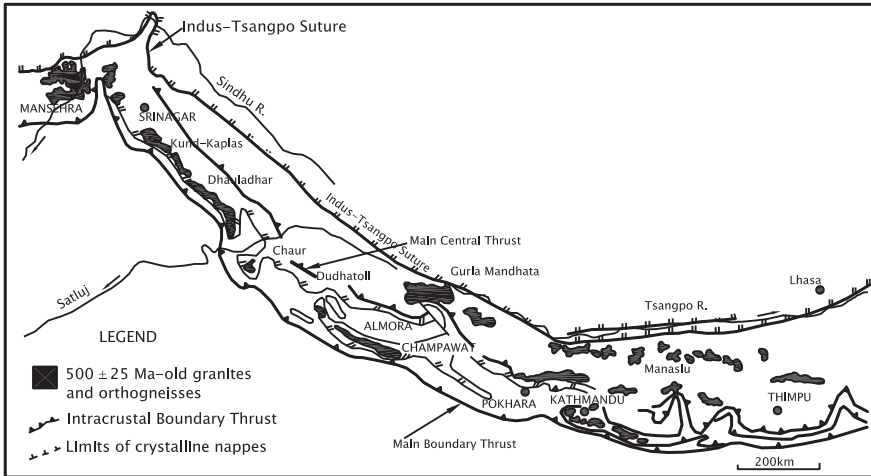 Indus-Tsangpo Suture
Sindhu R.
MANSEHRA
SRINAGAR
Kund-Kaplas
Dhauladhar
Indus-Tsangpo Suture
Main Central Thrust
Chaur
Gurla Mandhata
Dudhatoli
Lhasa
Satluj
Tsangpo R.
ALMORA
CHAMPAWAT
Manaslu
POKHARA
KATHMANDU
THIMPU
Main Boundary Thrust
200km
LEGEND
500 ± 25 Ma-old granites
and orthogneisses
Intracrustal Boundary Thrust
Limits of crystalline nappes